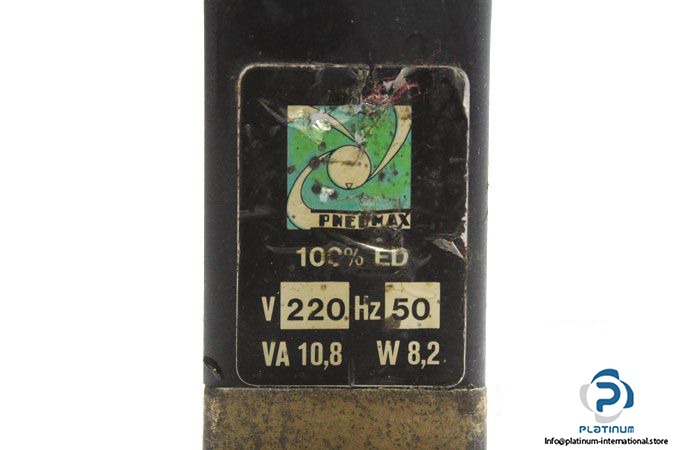 PNEUMAX
100% ED
V 220 Hz 50
VA 10,8 W 8,2
PLATINUM
Info@platinum-international.store